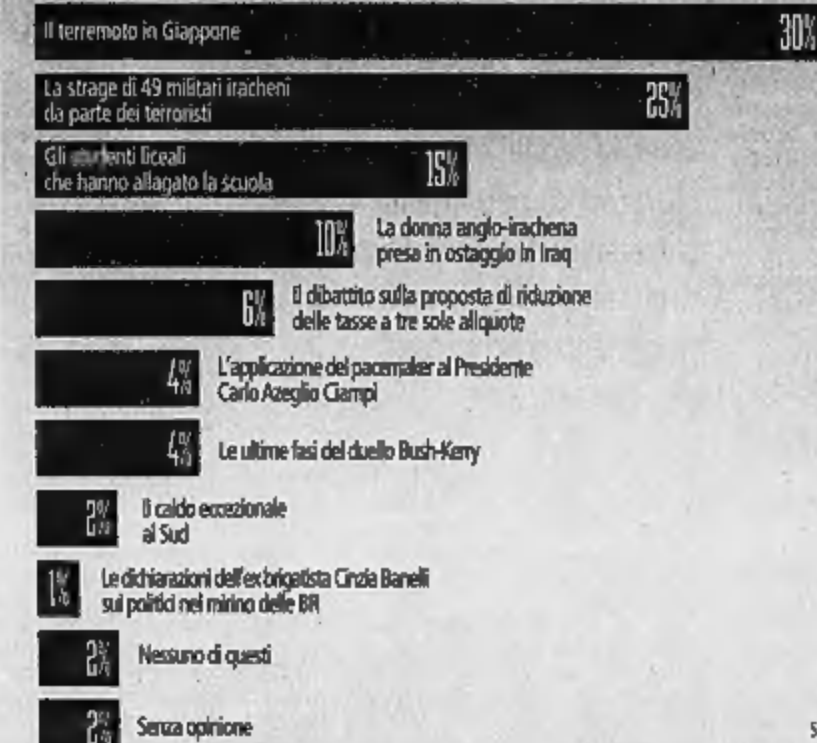 Il terremoto in Giappone
30%
La strage di 49 militari iracheni
da parte dei terroristi
25%
Gli studenti liceali
che hanno allagato la scuola
15%
10%
La donna anglo-irachena
presa in ostaggio in Iraq
6%
Il dibattito sulla proposta di riduzione
delle tasse a tre sole aliquote
4%
L'applicazione del pacemaker al Presidente
Carlo Azeglio Ciampi
4%
Le ultime fasi del duello Bush-Kerry
2%
Il caldo eccezionale
al Sud
1%
Le dichiarazioni dell'ex brigatista Cinzia Banelli
sui politici nel mirino delle BR
2%
Nessuno di questi
2%
Senza opinione